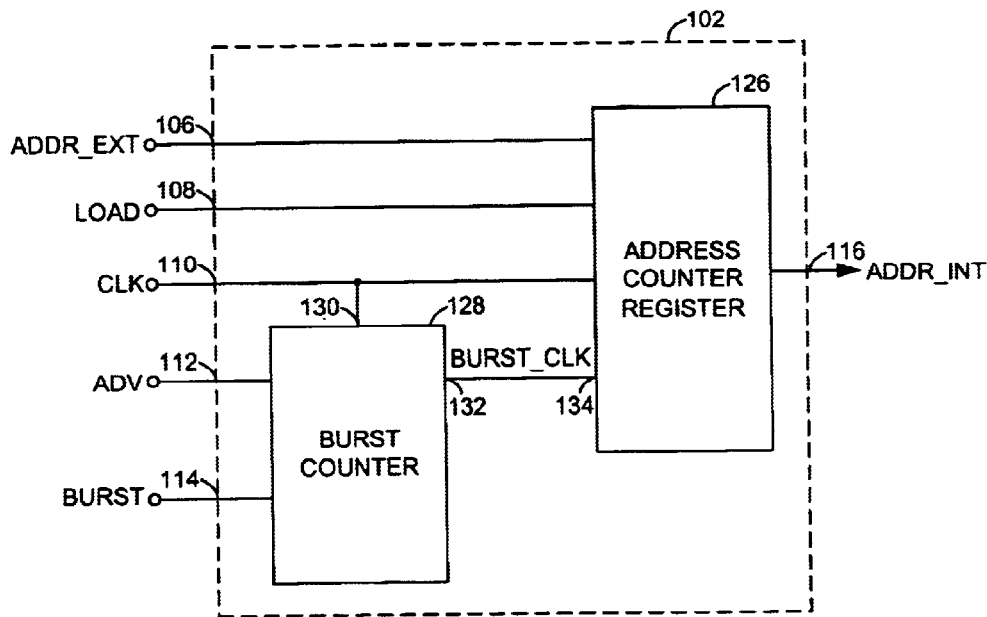 102
126
ADDR_EXT
106
LOAD
108
CLK
110
130
128
ADDRESS
COUNTER
REGISTER
116
ADDR_INT
ADV
112
BURST_CLK
132
134
BURST
COUNTER
BURST
114